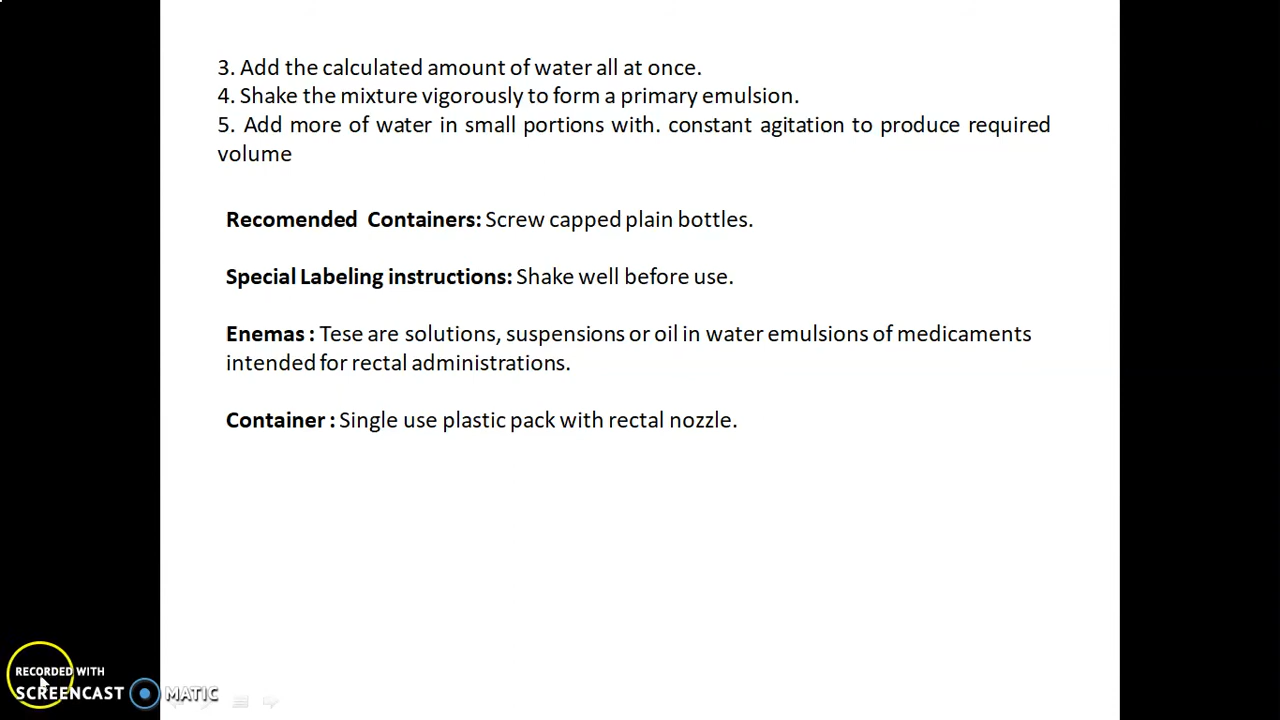 3. Add the calculated amount of water all at once.
4. Shake the mixture vigorously to form a primary emulsion.
5. Add more of water in small portions with. constant agitation to produce required
volume
Recomended Containers: Screw capped plain bottles.
Special Labeling instructions: Shake well before use.
Enemas : Tese are solutions, suspensions or oil in water emulsions of medicaments
intended for rectal administrations.
Container : Single use plastic pack with rectal nozzle.
RECORDED WITH
SCREENCAST MATIC